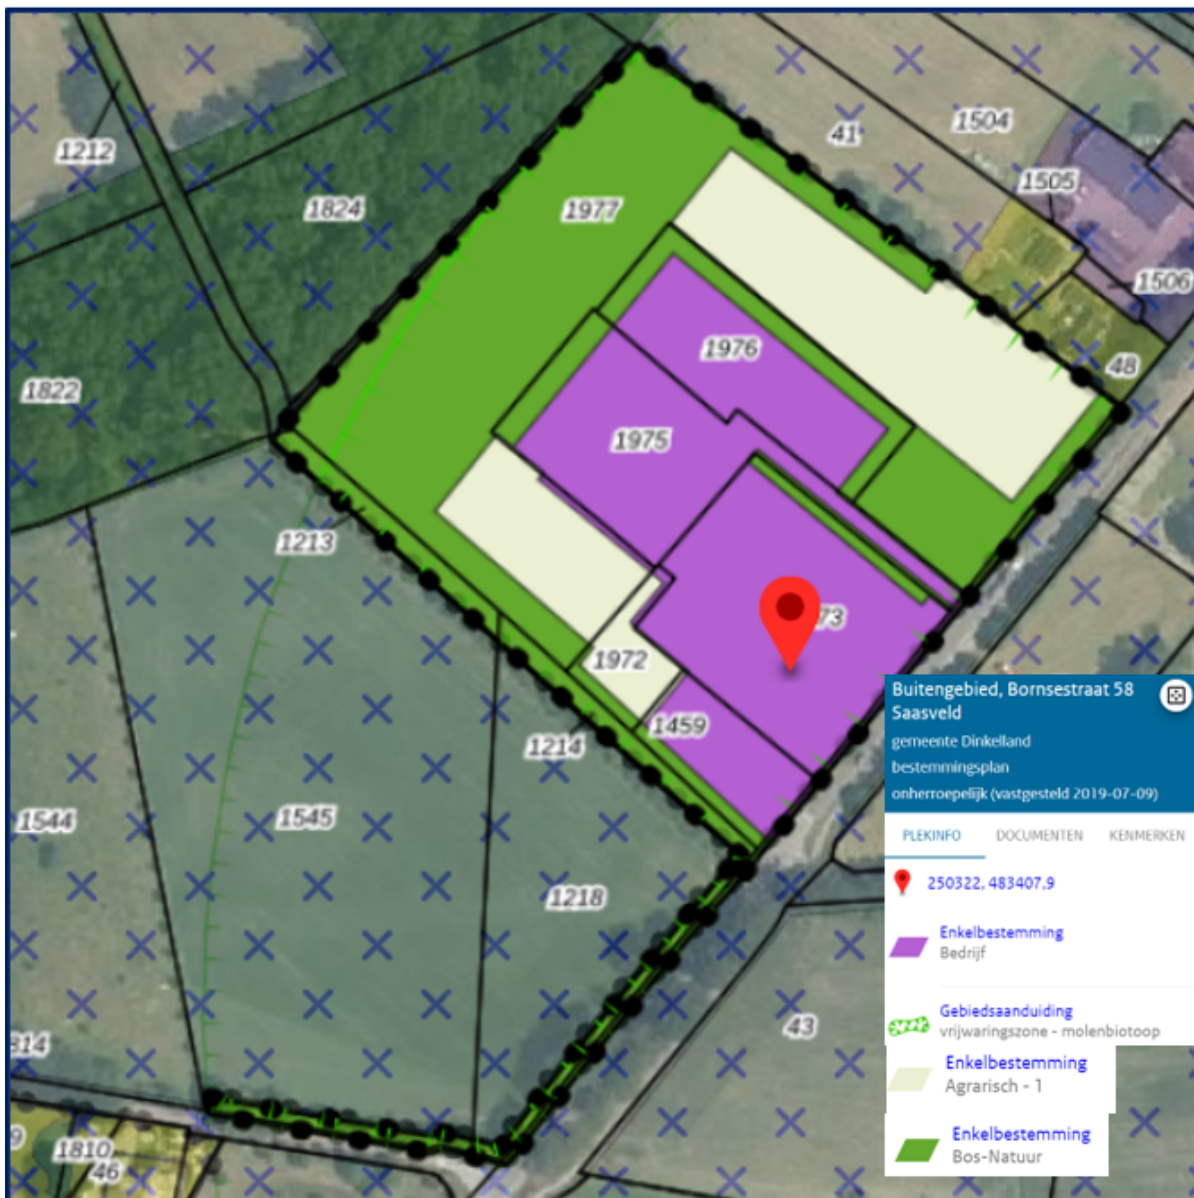 1212
1824
1977
41
1504
1505
1506
1822
1976
48
1975
1213
1972
73
1459
1214
1544
1545
1218
43
814
9
1810
46
Buitengebied, Bornsestraat 58
Saasveld
gemeente Dinkelland
bestemmingsplan
onherroepelijk (vastgesteld 2019-07-09)
PLEKINFO DOCUMENTEN KENMERKEN
250322, 483407,9
Enkelbestemming
Bedrijf
Gebiedsaanduiding
vrijwaringszone - molenbiotoop
Enkelbestemming
Agrarisch - 1
Enkelbestemming
Bos-Natuur